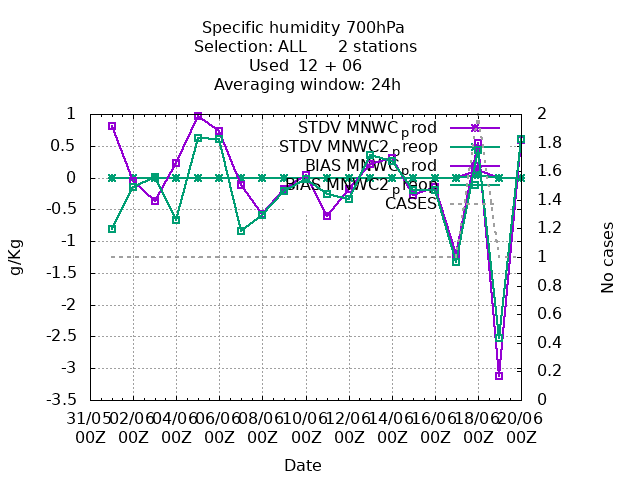 Specific humidity 700hPa
Selection: ALL 2 stations
Used 12 + 06
Averaging window: 24h
STDV MNWC_prod
STDV MNWC2_preop
BIAS MNWC_prod
BIAS MNWC2_preop
CASES
1
0.5
0
-0.5
-1
-1.5
-2
-2.5
-3
-3.5
g/Kg
2
1.8
1.6
1.4
1.2
1
0.8
0.6
0.4
0.2
0
No cases
31/05 02/06 04/06 06/06 08/06 10/06 12/06 14/06 16/06 18/06 20/06
00Z 00Z 00Z 00Z 00Z 00Z 00Z 00Z 00Z 00Z 00Z
Date